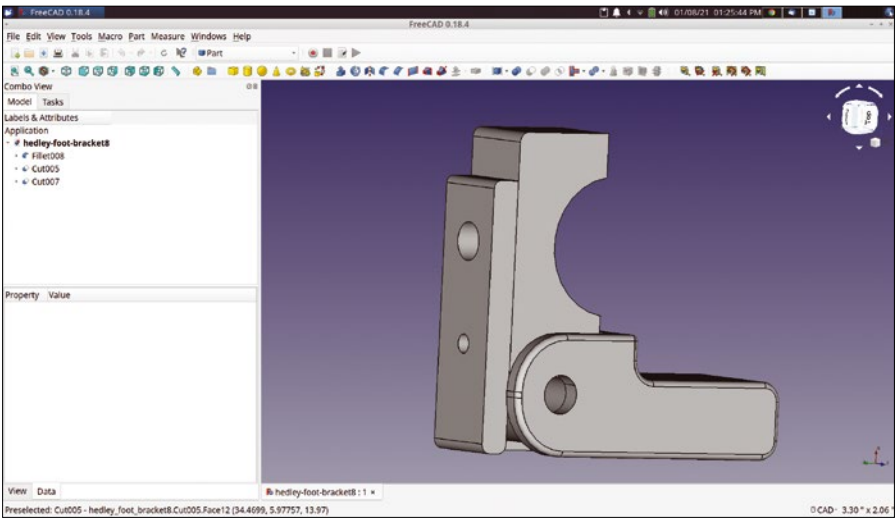 FreeCAD 0.18.4
01/08/21 01:25:44 PM
FreeCAD 0.18.4
File Edit View Tools Macro Part Measure Windows Help
Part
Combo View
Model Tasks
Labels & Attributes
Application
hedley-foot-bracket8
Fillet008
Cut005
Cut007
Property Value
View Data
hedley-foot-bracket8 : 1
Preselected: Cut005 - hedley_foot_bracket8.Cut005.Face12 (34.4699, 5.97757, 13.97)
CAD 3.30 " x 2.06